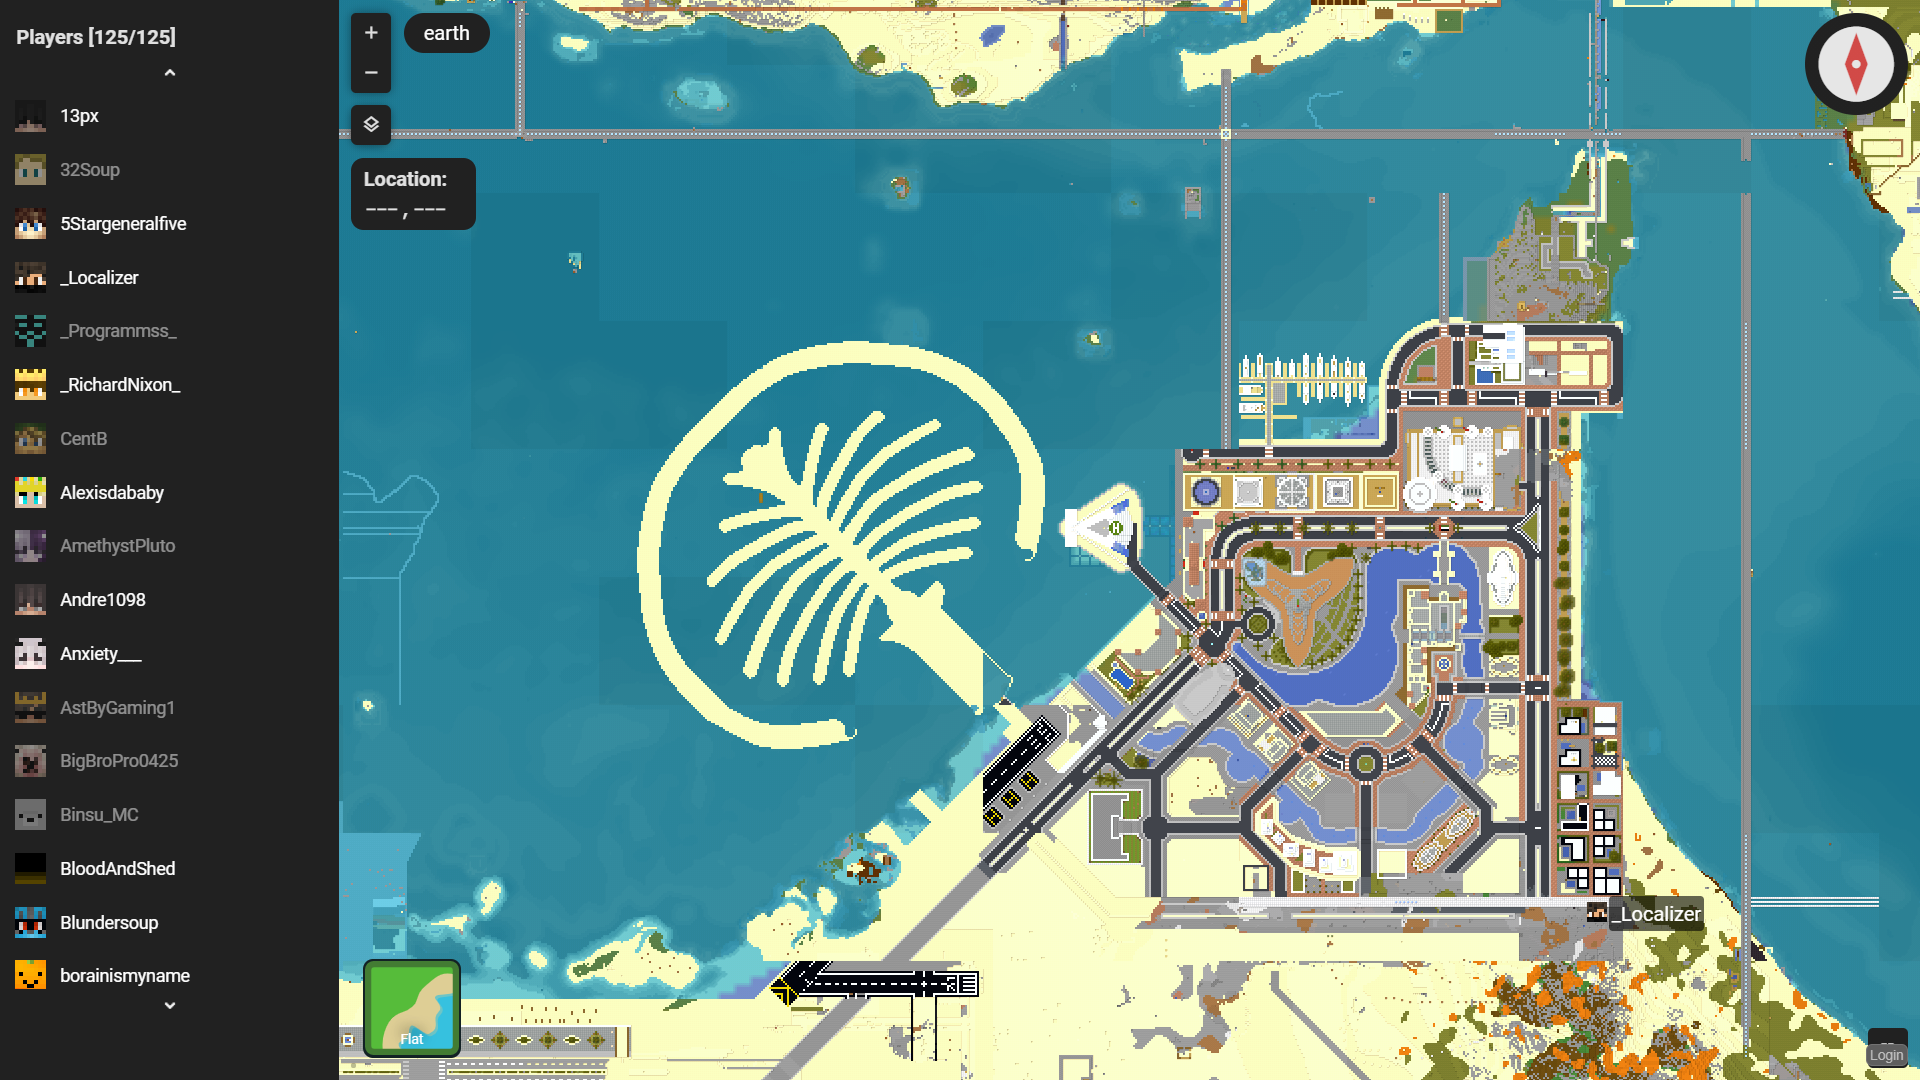 Players [125/125]
13px
32Soup
5Stargeneralfive
_Localizer
_Programmss_
_RichardNixon_
CentB
Alexisdababy
AmethystPluto
Andre1098
Anxiety___
AstByGaming1
BigBroPro0425
Binsu_MC
BloodAndShed
Blundersoup
borainismyname
+
earth
−
Location:
---,---
H
_Localizer
Flat
Login